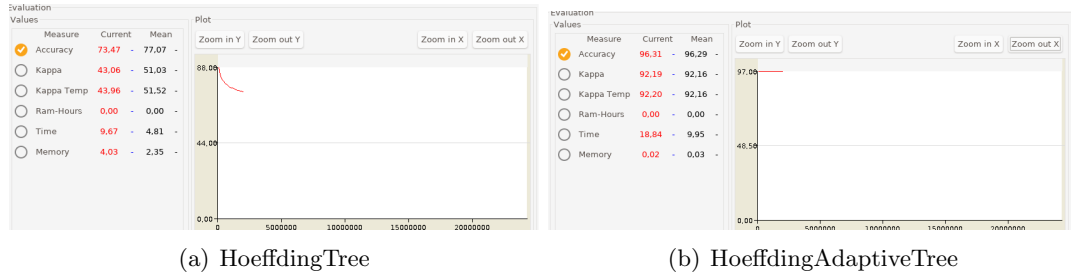 Evaluation
Values
Measure Current Mean
Accuracy 73,47 - 77,07 -
Kappa 43,06 - 51,03 -
Kappa Temp 43,96 - 51,52 -
Ram-Hours 0,00 - 0,00 -
Time 9,67 - 4,81 -
Memory 4,03 - 2,35 -
Plot
Zoom in Y Zoom out Y Zoom in X Zoom out X
88,00
44,00
0,00
0 5000000 10000000 15000000 20000000
(a) HoeffdingTree
Evaluation
Values
Measure Current Mean
Accuracy 96,31 - 96,29 -
Kappa 92,19 - 92,16 -
Kappa Temp 92,20 - 92,16 -
Ram-Hours 0,00 - 0,00 -
Time 18,84 - 9,95 -
Memory 0,02 - 0,03 -
Plot
Zoom in Y Zoom out Y Zoom in X Zoom out X
97,00
48,50
0,00
0 5000000 10000000 15000000 20000000
(b) HoeffdingAdaptiveTree